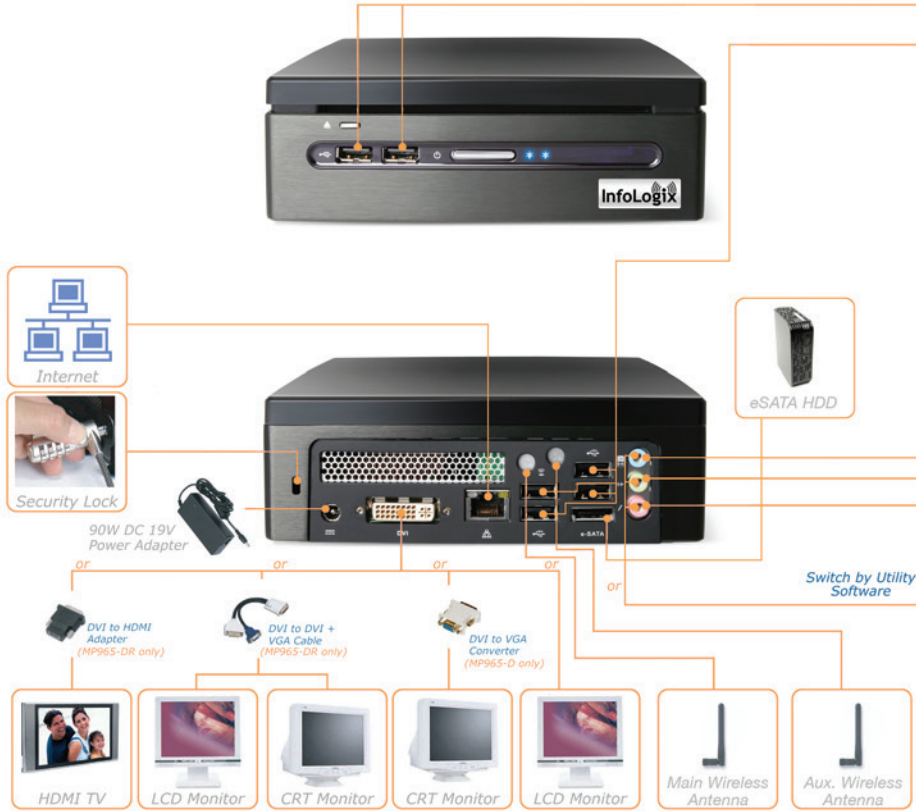 InfoLogix
Internet
Security Lock
90W DC 19V
Power Adapter
eSATA HDD
DVI
e-SATA
or
or
or
or
or
Switch by Utility
Software
DVI to HDMI
Adapter
(MP965-DR only)
DVI to DVI +
VGA Cable
(MP965-DR only)
DVI to VGA
Converter
(MP965-D only)
HDMI TV
LCD Monitor
CRT Monitor
CRT Monitor
LCD Monitor
Main Wireless
Antenna
Aux. Wireless
Antenna